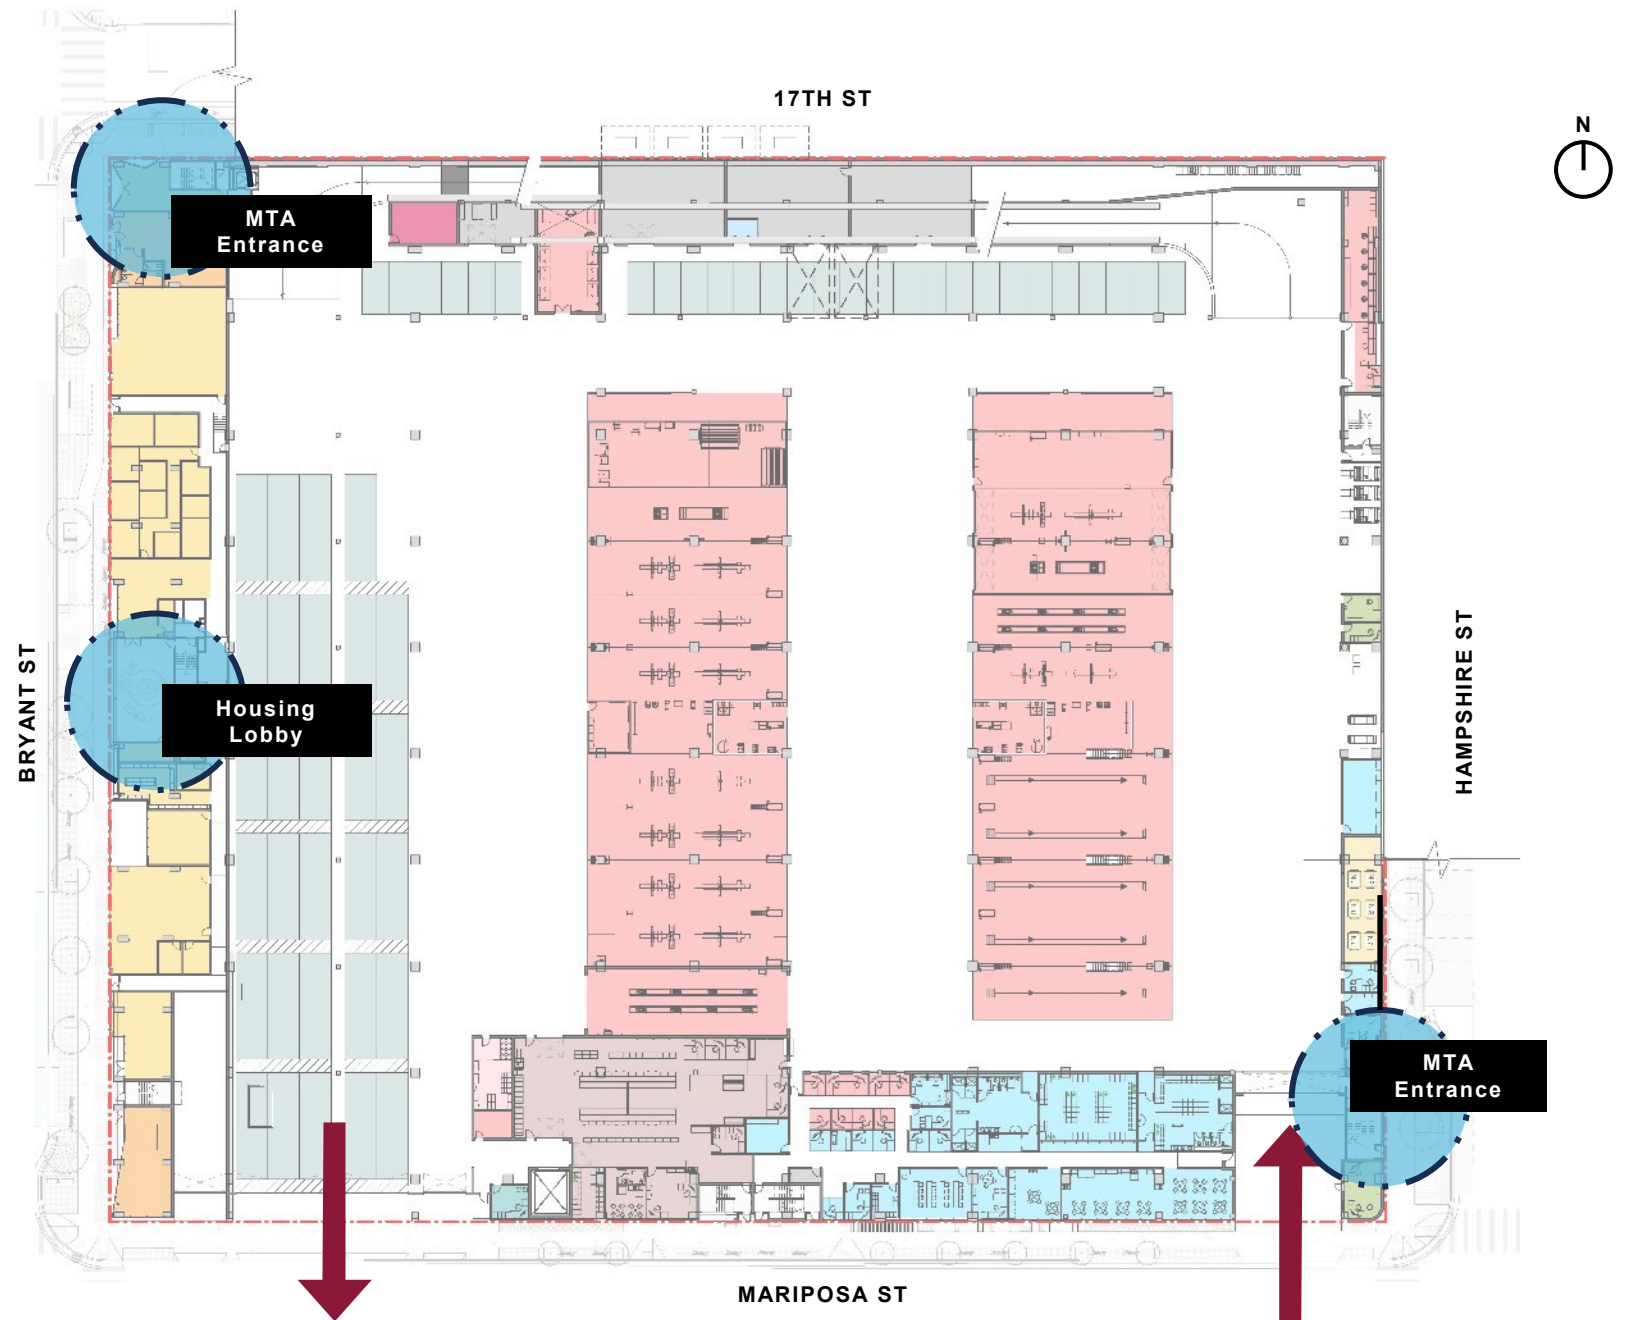 17TH ST
N
MTA
Entrance
BRYANT ST
Housing
Lobby
HAMPSHIRE ST
MTA
Entrance
MARIPOSA ST